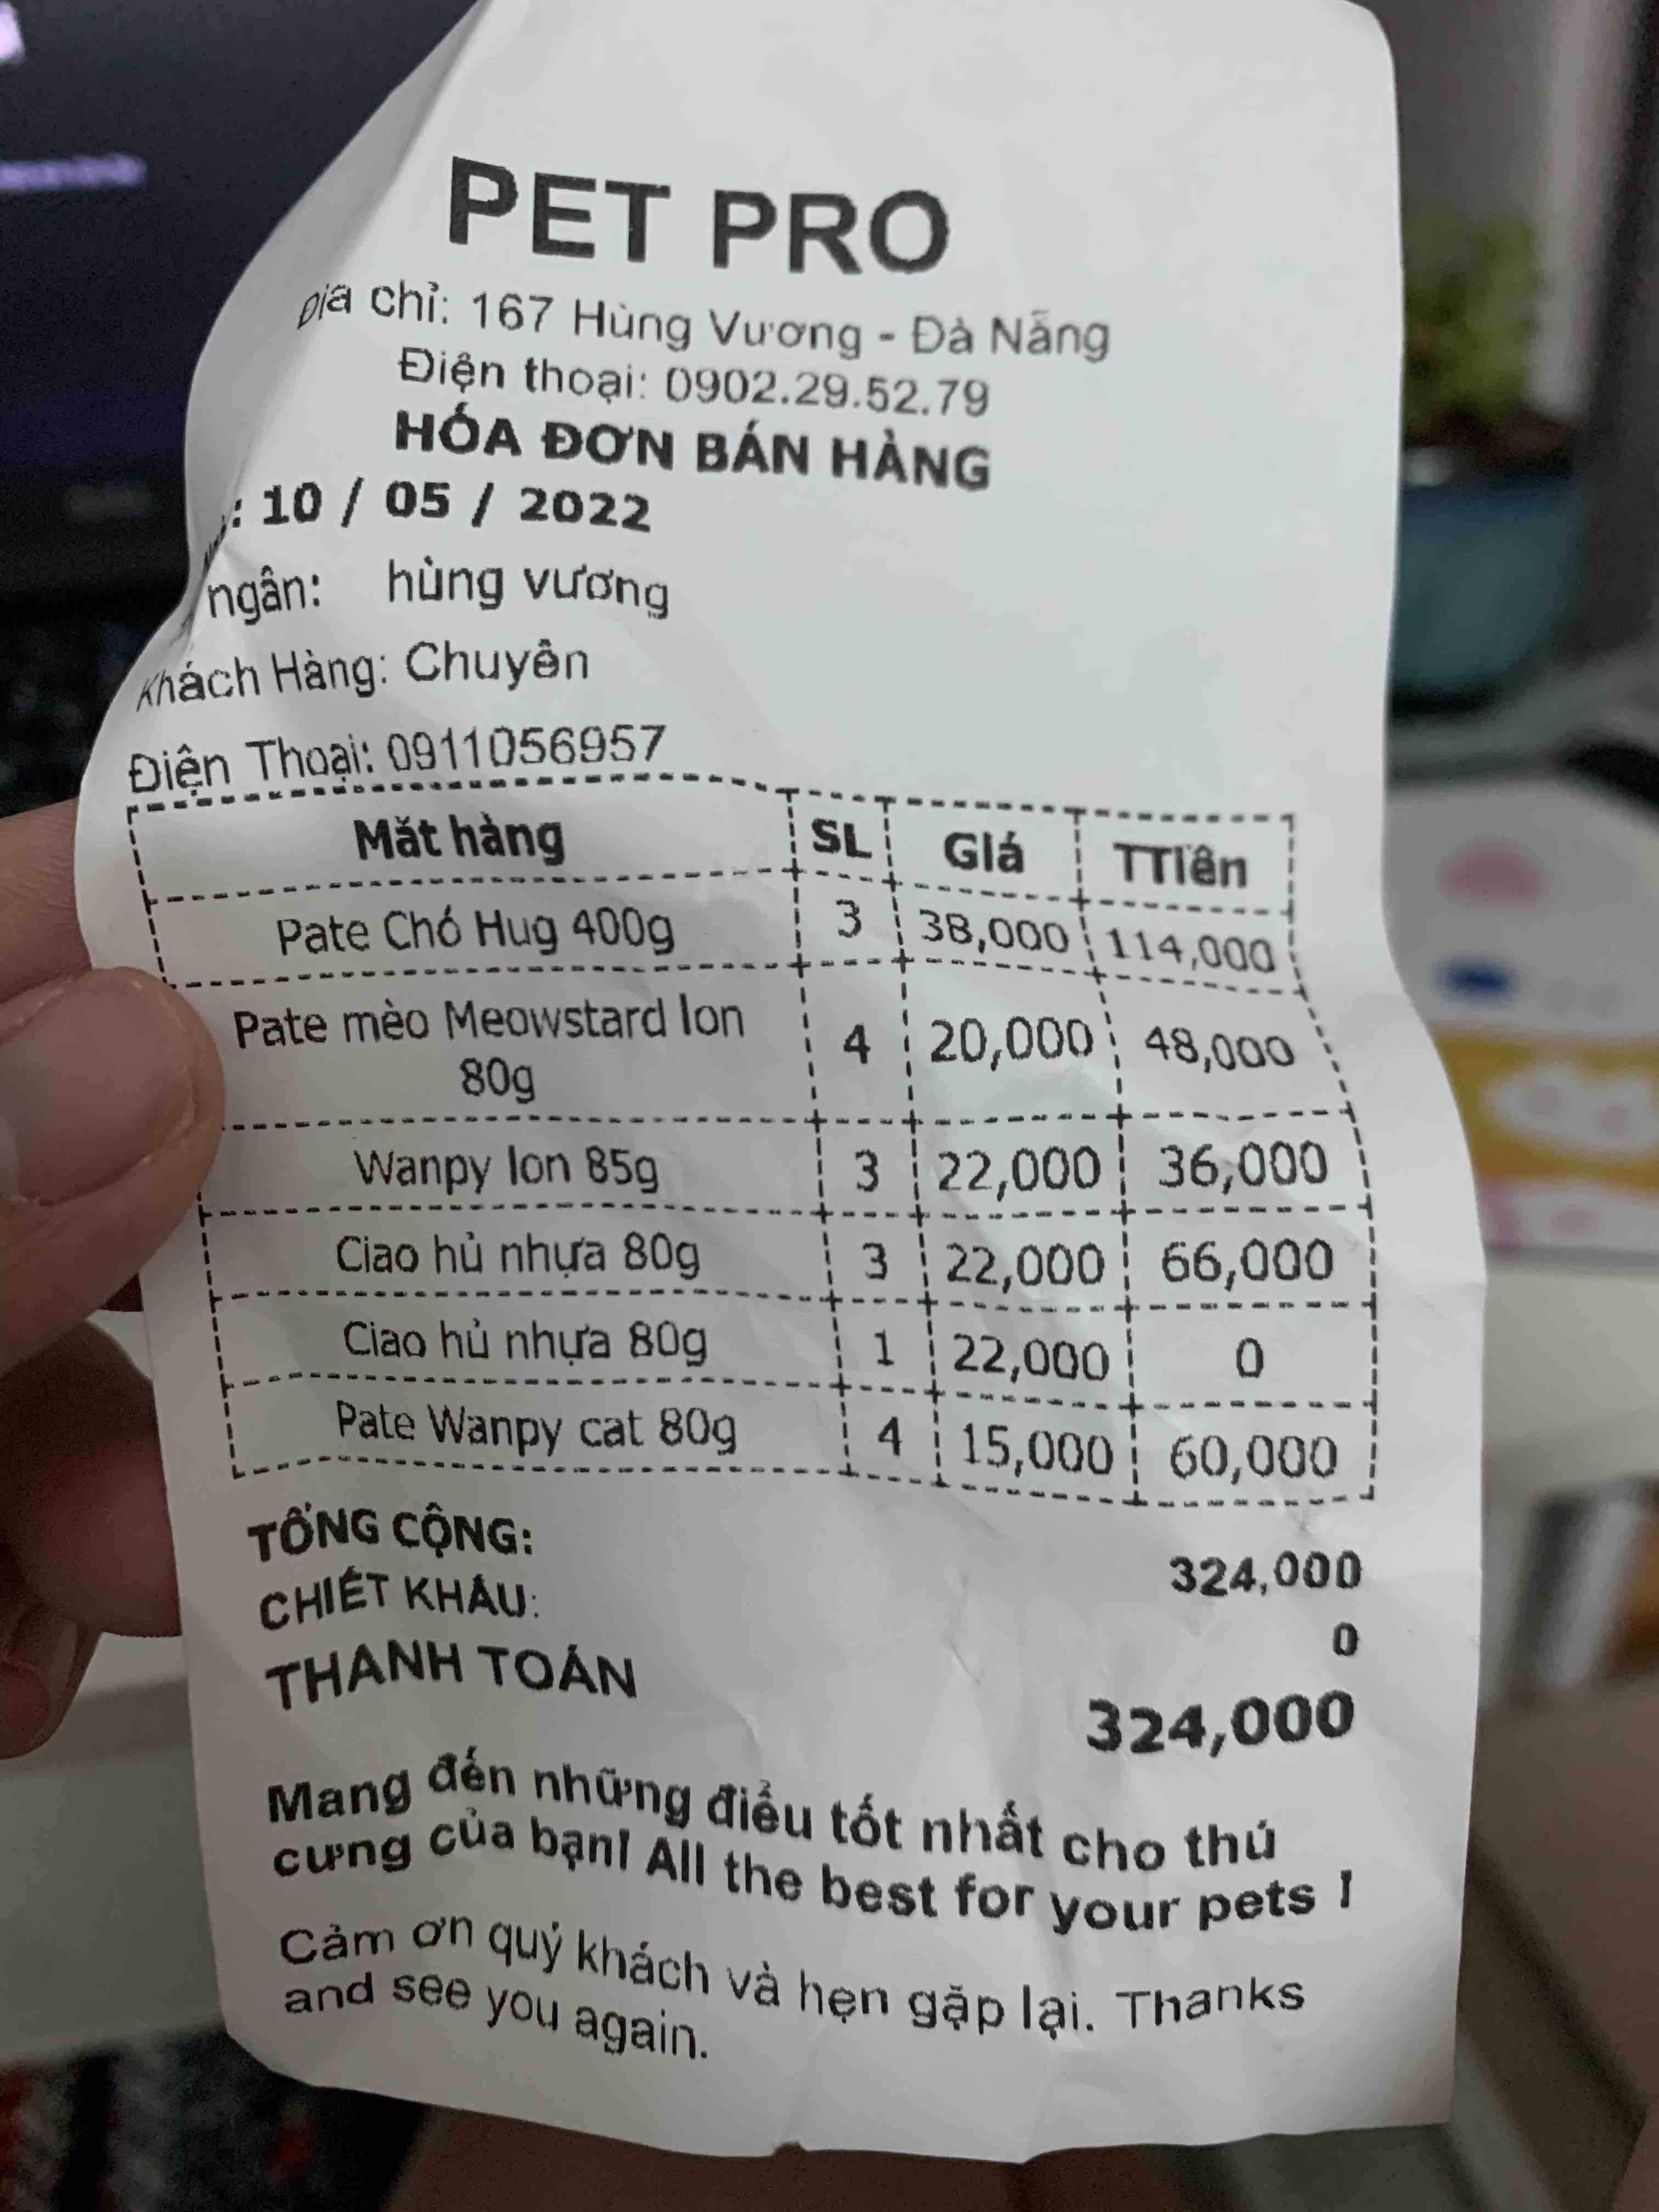 PET PRO
Địa chỉ: 167 Hùng Vương - Đà Nẵng
Điện thoại: 0902.29.52.79
HÓA ĐƠN BÁN HÀNG
: 10 / 05 / 2022
ngân: hùng vương
Khách Hàng: Chuyên
Điện Thoại: 0911056957
Mặt hàng SL Giá TTiền
Pate Chó Hug 400g 3 38,000 114,000
Pate mèo Meowstard lon 4 20,000 48,000
80g
Wanpy lon 85g 3 22,000 36,000
Ciao hủ nhựa 80g 3 22,000 66,000
Ciao hủ nhựa 80g 1 22,000 0
Pate Wanpy cat 80g 4 15,000 60,000
TỔNG CỘNG: 324,000
CHIẾT KHẤU: 0
THANH TOÁN 324,000
Mang đến những điều tốt nhất cho thú
cưng của bạn! All the best for your pets !
Cảm ơn quý khách và hẹn gặp lại. Thanks
and see you again.